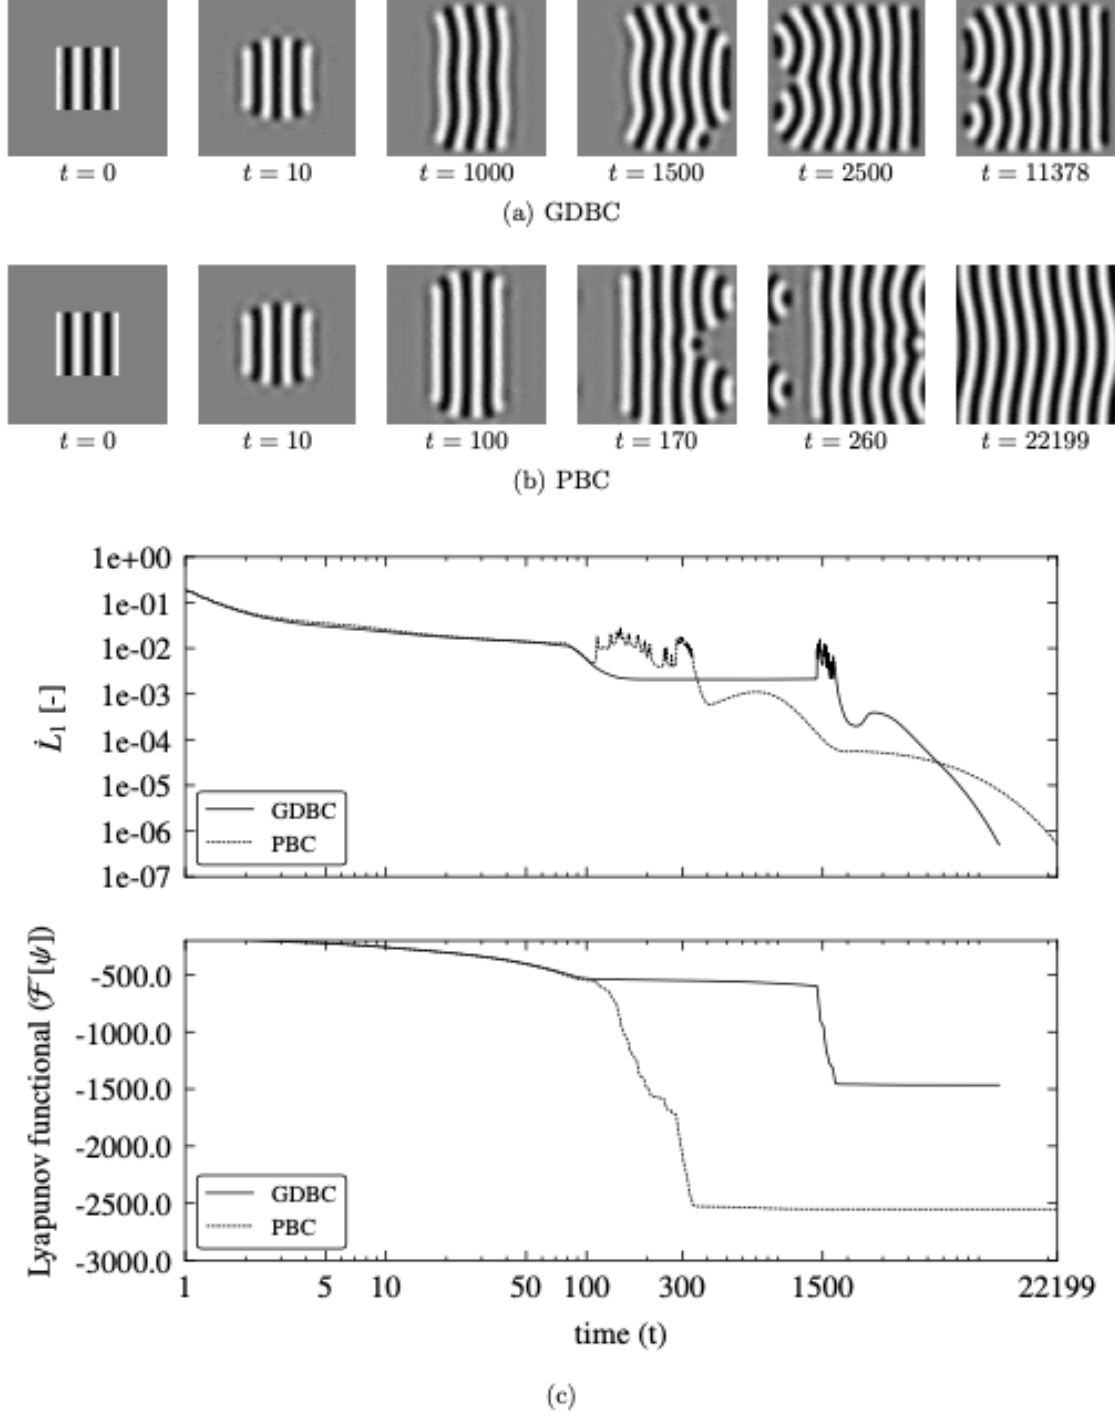 t = 0 t = 10 t = 1000 t = 1500 t = 2500 t = 11378
(a) GDBC
t = 0 t = 10 t = 100 t = 170 t = 260 t = 22199
(b) PBC
1e+00
1e-01
1e-02
1e-03
1e-04
1e-05
1e-06
1e-07
L̇₁ [-]
GDBC
PBC
-500.0
-1000.0
-1500.0
-2000.0
-2500.0
-3000.0
Lyapunov functional (ℱ[ψ])
GDBC
PBC
1 5 10 50 100 300 1500 22199
time (t)
(c)